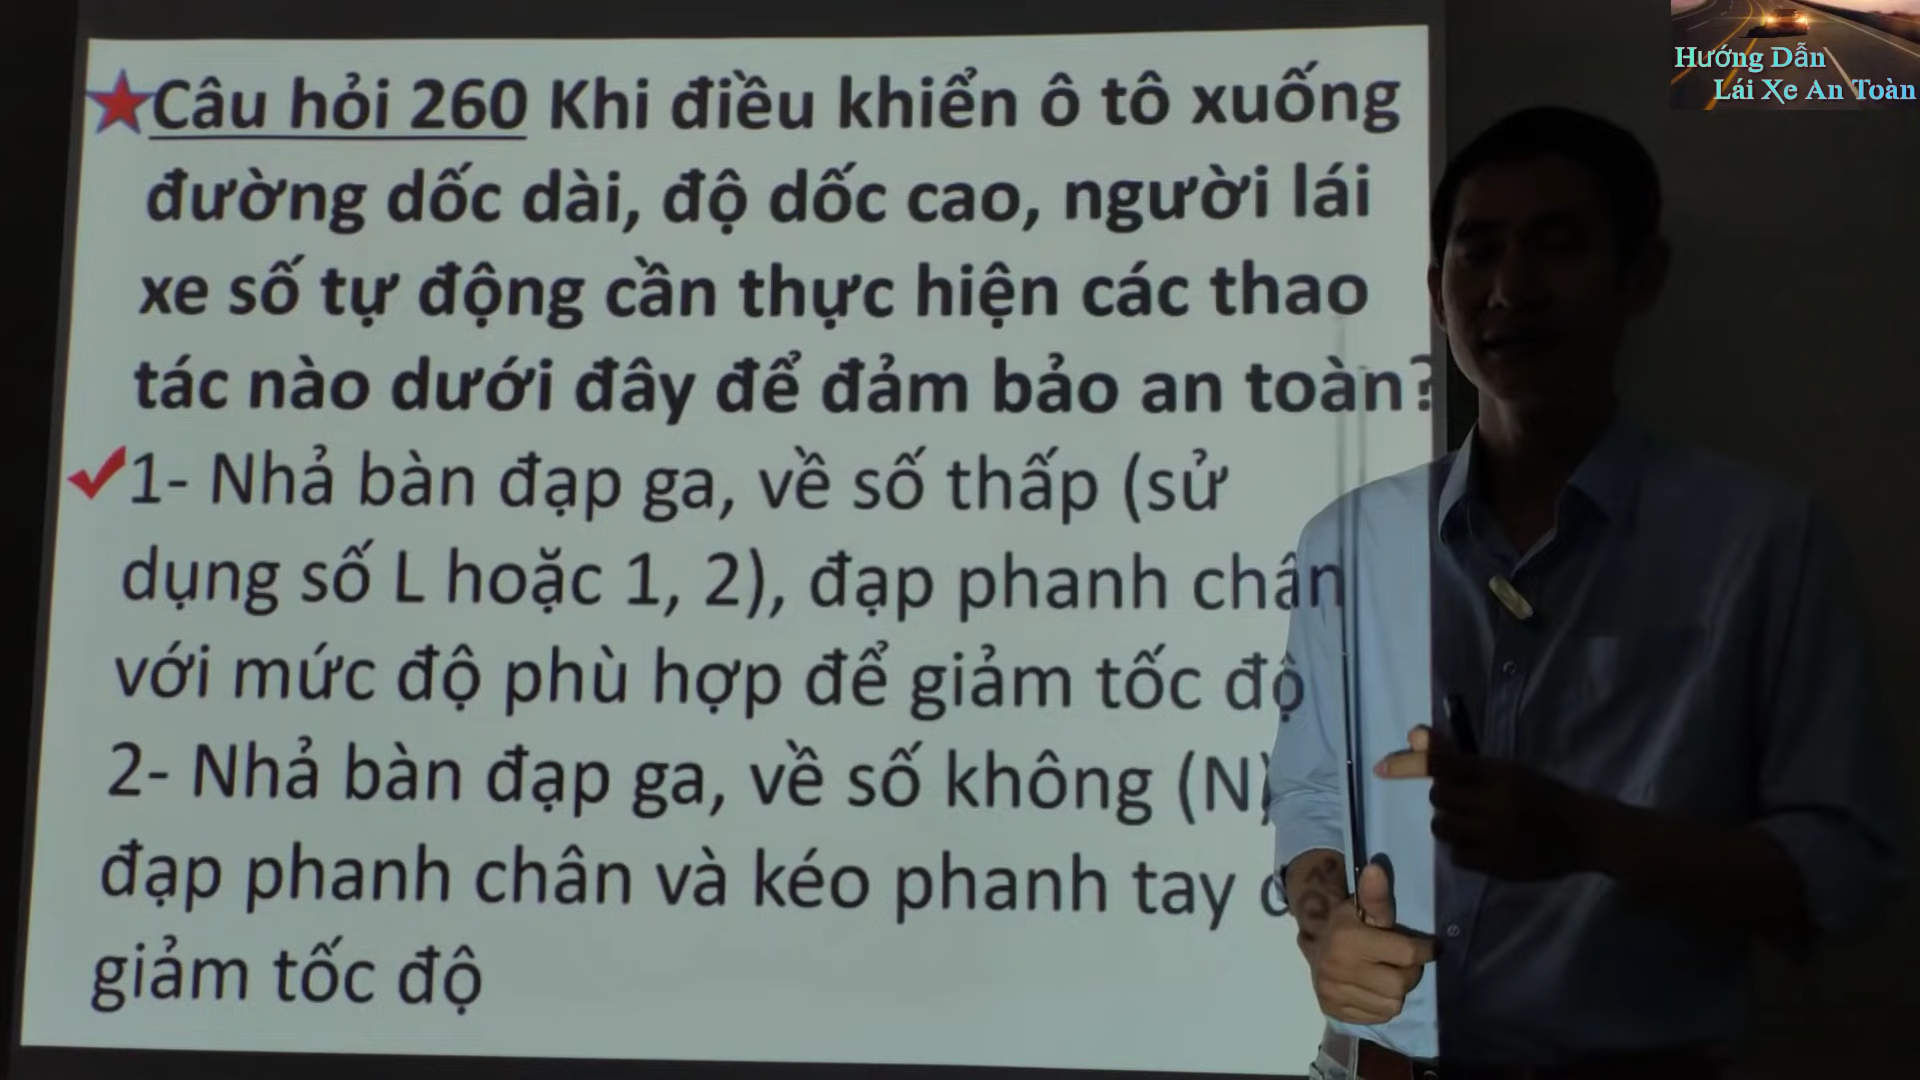 Hướng Dẫn
Lái Xe An Toàn
Câu hỏi 260 Khi điều khiển ô tô xuống
đường dốc dài, độ dốc cao, người lái
xe số tự động cần thực hiện các thao
tác nào dưới đây để đảm bảo an toàn?
1- Nhả bàn đạp ga, về số thấp (sử
dụng số L hoặc 1, 2), đạp phanh chân
với mức độ phù hợp để giảm tốc độ
2- Nhả bàn đạp ga, về số không (N)
đạp phanh chân và kéo phanh tay
giảm tốc độ